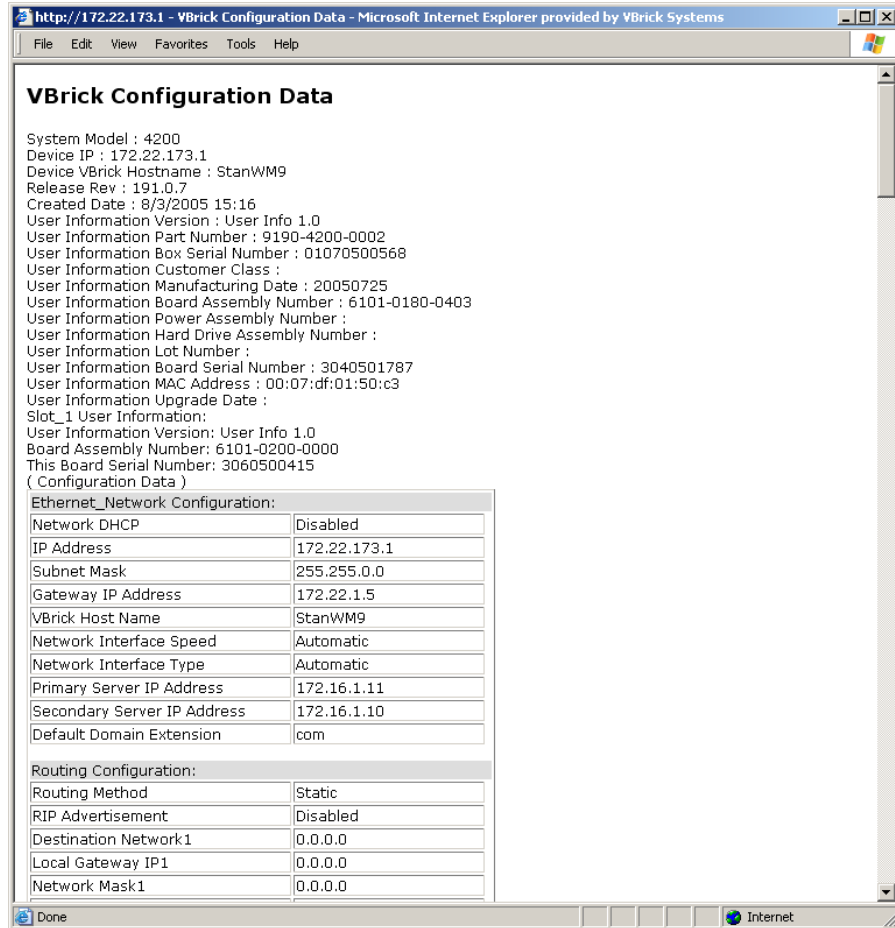 http://172.22.173.1 - VBrick Configuration Data - Microsoft Internet Explorer provided by VBrick Systems
File Edit View Favorites Tools Help
VBrick Configuration Data
System Model : 4200
Device IP : 172.22.173.1
Device VBrick Hostname : StanWM9
Release Rev : 191.0.7
Created Date : 8/3/2005 15:16
User Information Version : User Info 1.0
User Information Part Number : 9190-4200-0002
User Information Box Serial Number : 01070500568
User Information Customer Class :
User Information Manufacturing Date : 20050725
User Information Board Assembly Number : 6101-0180-0403
User Information Power Assembly Number :
User Information Hard Drive Assembly Number :
User Information Lot Number :
User Information Board Serial Number : 3040501787
User Information MAC Address : 00:07:df:01:50:c3
User Information Upgrade Date :
Slot_1 User Information:
User Information Version: User Info 1.0
Board Assembly Number: 6101-0200-0000
This Board Serial Number: 3060500415
( Configuration Data )
Ethernet_Network Configuration:
Network DHCP Disabled
IP Address 172.22.173.1
Subnet Mask 255.255.0.0
Gateway IP Address 172.22.1.5
VBrick Host Name StanWM9
Network Interface Speed Automatic
Network Interface Type Automatic
Primary Server IP Address 172.16.1.11
Secondary Server IP Address 172.16.1.10
Default Domain Extension com
Routing Configuration:
Routing Method Static
RIP Advertisement Disabled
Destination Network1 0.0.0.0
Local Gateway IP1 0.0.0.0
Network Mask1 0.0.0.0
Done Internet